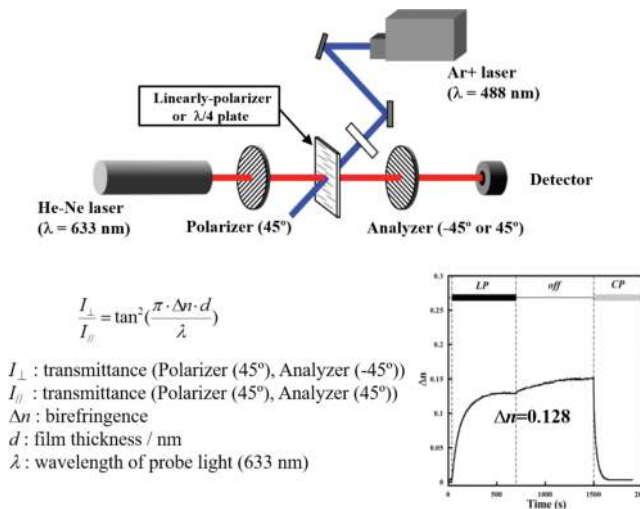 Ar+ laser
(λ = 488 nm)
Linearly-polarizer
or λ/4 plate
Detector
He-Ne laser
(λ = 633 nm)
Polarizer (45º)
Analyzer (-45º or 45º)
I⊥ / I// = tan²(π·Δn·d / λ)
I⊥ : transmittance (Polarizer (45º), Analyzer (-45º))
I// : transmittance (Polarizer (45º), Analyzer (45º))
Δn : birefringence
d : film thickness / nm
λ : wavelength of probe light (633 nm)
0.3
LP off CP
0.25
0.2
Δn
0.15
Δn=0.128
0.1
0.05
0
0 500 1000 1500
Time (s)